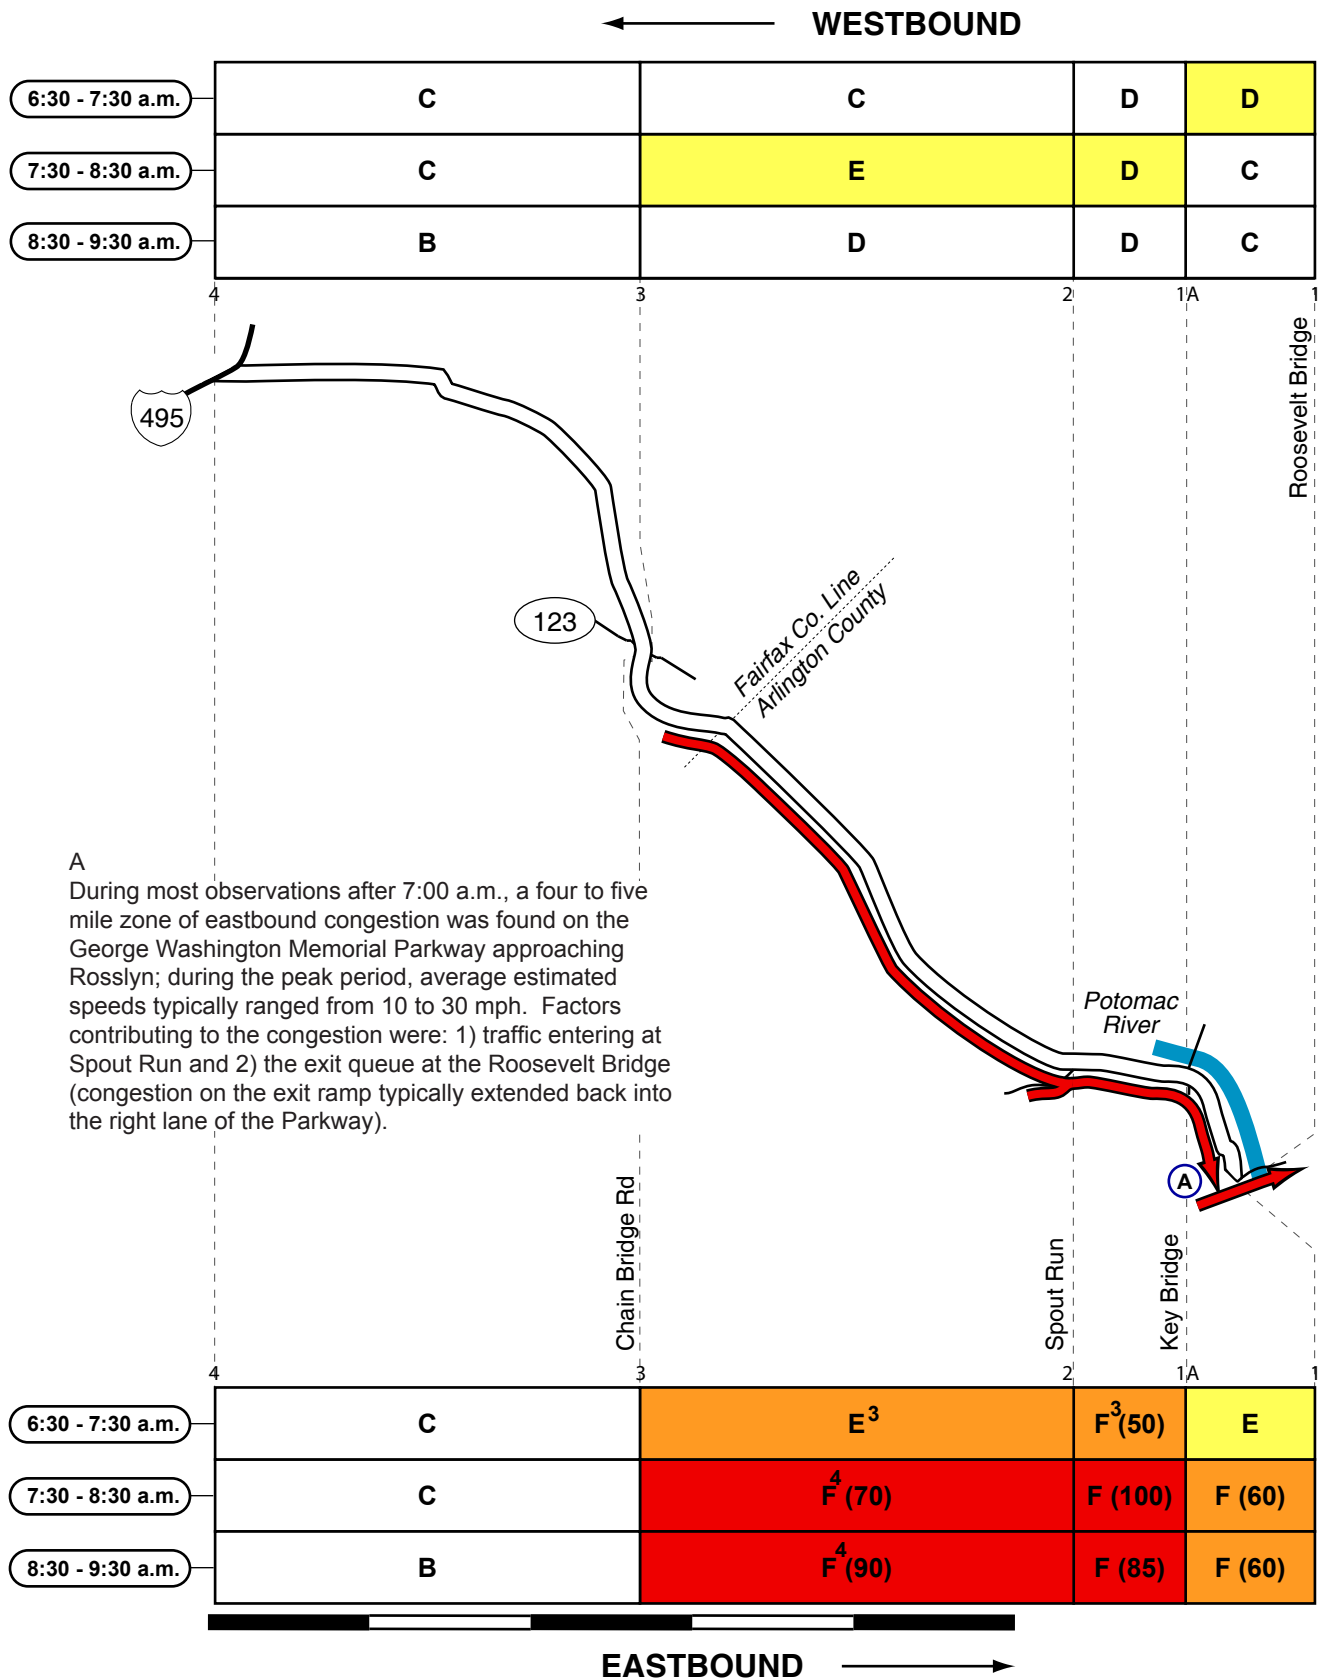 WESTBOUND
6:30 - 7:30 a.m. C C D D
7:30 - 8:30 a.m. C E D C
8:30 - 9:30 a.m. B D D C
4 3 2 1A 1
Roosevelt Bridge
495
123
Fairfax Co. Line
Arlington County
A
During most observations after 7:00 a.m., a four to five
mile zone of eastbound congestion was found on the
George Washington Memorial Parkway approaching
Rosslyn; during the peak period, average estimated
speeds typically ranged from 10 to 30 mph. Factors
contributing to the congestion were: 1) traffic entering at
Spout Run and 2) the exit queue at the Roosevelt Bridge
(congestion on the exit ramp typically extended back into
the right lane of the Parkway).
Potomac
River
A
Chain Bridge Rd
Spout Run
Key Bridge
4 3 2 1A 1
6:30 - 7:30 a.m. C E³ F³(50) E
7:30 - 8:30 a.m. C F⁴(70) F (100) F (60)
8:30 - 9:30 a.m. B F⁴(90) F (85) F (60)
EASTBOUND